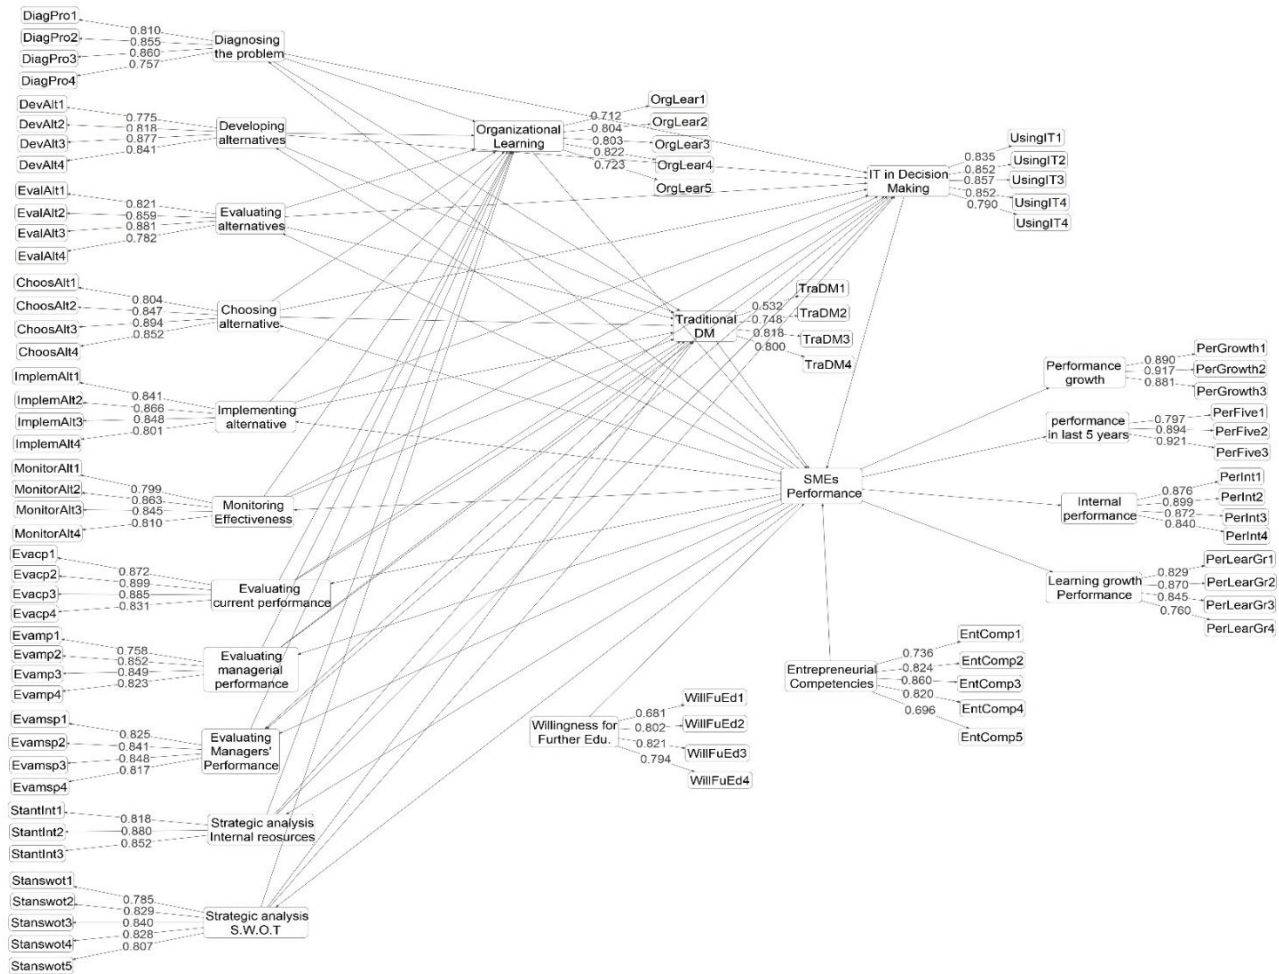 DiagPro1
DiagPro2
DiagPro3
DiagPro4
0.810
0.855
0.860
0.757
Diagnosing
the problem
DevAlt1
DevAlt2
DevAlt3
DevAlt4
0.775
0.818
0.877
0.841
Developing
alternatives
EvalAlt1
EvalAlt2
EvalAlt3
EvalAlt4
0.821
0.859
0.881
0.782
Evaluating
alternatives
ChoosAlt1
ChoosAlt2
ChoosAlt3
ChoosAlt4
0.804
0.847
0.894
0.852
Choosing
alternative
ImplemAlt1
ImplemAlt2
ImplemAlt3
ImplemAlt4
0.841
0.866
0.848
0.801
Implementing
alternative
MonitorAlt1
MonitorAlt2
MonitorAlt3
MonitorAlt4
0.799
0.863
0.845
0.810
Monitoring
Effectiveness
Evacp1
Evacp2
Evacp3
Evacp4
0.872
0.899
0.885
0.831
Evaluating
current performance
Evamp1
Evamp2
Evamp3
Evamp4
0.758
0.852
0.849
0.823
Evaluating
managerial
performance
Evamsp1
Evamsp2
Evamsp3
Evamsp4
0.825
0.841
0.848
0.817
Evaluating
Managers'
Performance
StantInt1
StantInt2
StantInt3
0.818
0.880
0.852
Strategic analysis
Internal reosurces
Stanswot1
Stanswot2
Stanswot3
Stanswot4
Stanswot5
0.785
0.829
0.840
0.828
0.807
Strategic analysis
S.W.O.T
Organizational
Learning
0.712
0.804
0.803
0.822
0.723
OrgLear1
OrgLear2
OrgLear3
OrgLear4
OrgLear5
IT in Decision
Making
0.835
0.852
0.857
0.852
0.790
UsingIT1
UsingIT2
UsingIT3
UsingIT4
UsingIT4
Traditional
DM
0.532
0.748
0.818
0.800
TraDM1
TraDM2
TraDM3
TraDM4
SMEs
Performance
Performance
growth
0.890
0.917
0.881
PerGrowth1
PerGrowth2
PerGrowth3
performance
in last 5 years
0.797
0.894
0.921
PerFive1
PerFive2
PerFive3
Internal
performance
0.876
0.899
0.872
0.840
PerInt1
PerInt2
PerInt3
PerInt4
Learning growth
Performance
0.829
0.870
0.845
0.760
PerLearGr1
PerLearGr2
PerLearGr3
PerLearGr4
Entrepreneurial
Competencies
0.736
0.824
0.860
0.820
0.696
EntComp1
EntComp2
EntComp3
EntComp4
EntComp5
Willingness for
Further Edu.
0.681
0.802
0.821
0.794
WillFuEd1
WillFuEd2
WillFuEd3
WillFuEd4